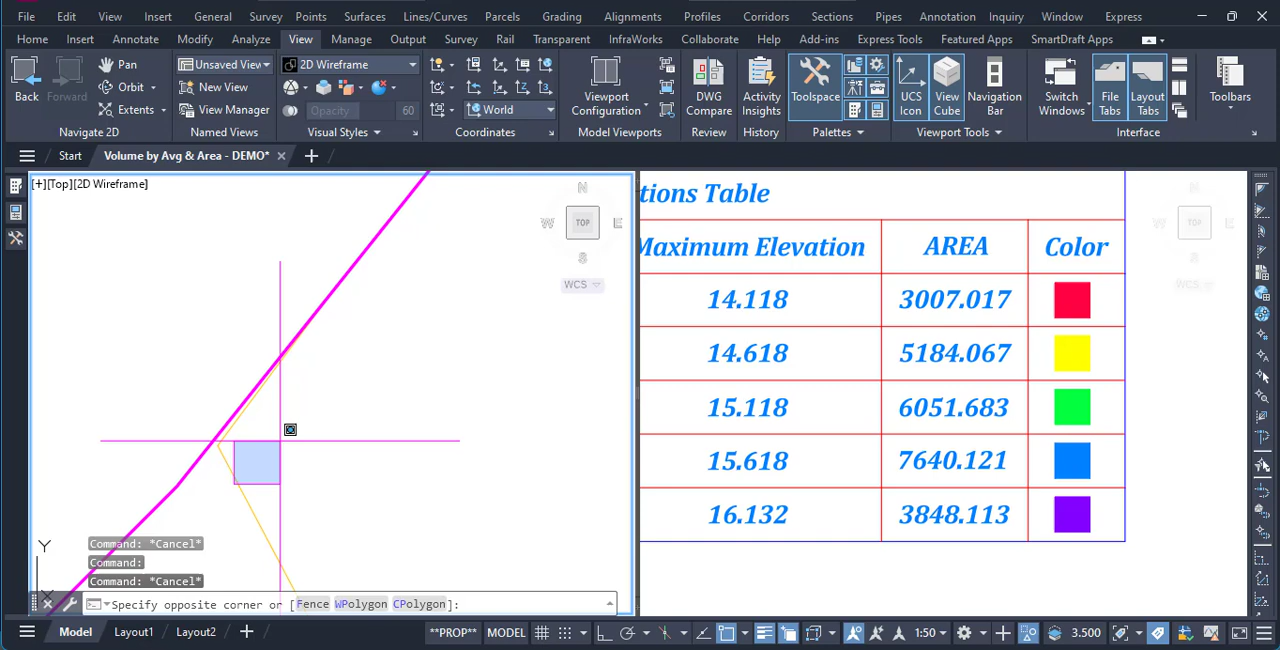 File Edit View Insert General Survey Points Surfaces Lines/Curves Parcels Grading Alignments Profiles Corridors Sections Pipes Annotation Inquiry Window Express
Home Insert Annotate Modify Analyze View Manage Output Survey Rail Transparent InfraWorks Collaborate Help Add-ins Express Tools Featured Apps SmartDraft Apps
Back Forward
Pan
Orbit
Extents
Navigate 2D
Unsaved View
New View
View Manager
Named Views
2D Wireframe
Opacity 60
Visual Styles
World
Coordinates
Viewport Configuration
Model Viewports
DWG Compare
Review
Activity Insights
History
Toolspace
Palettes
UCS Icon
View Cube
Navigation Bar
Viewport Tools
Switch Windows
File Tabs
Layout Tabs
Interface
Toolbars
Start Volume by Avg & Area - DEMO*
[+][Top][2D Wireframe]
N
W TOP E
S
WCS
Y
Command: *Cancel*
Command:
Command: *Cancel*
Specify opposite corner or [Fence WPolygon CPolygon]:
tions Table
Maximum Elevation AREA Color
14.118 3007.017
14.618 5184.067
15.118 6051.683
15.618 7640.121
16.132 3848.113
N
W TOP E
S
WCS
Model Layout1 Layout2
**PROP** MODEL 1:50 3.500